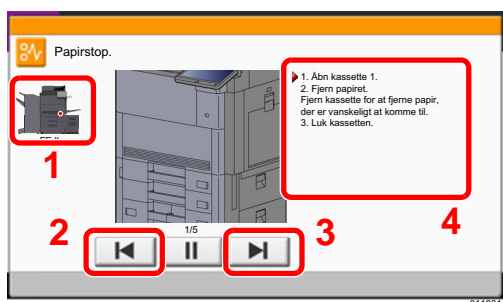 Papirstop.
1. Åbn kassette 1.
2. Fjern papiret.
Fjern kassette for at fjerne papir,
der er vanskeligt at komme til.
3. Luk kassetten.
1
1/5
2
3
4